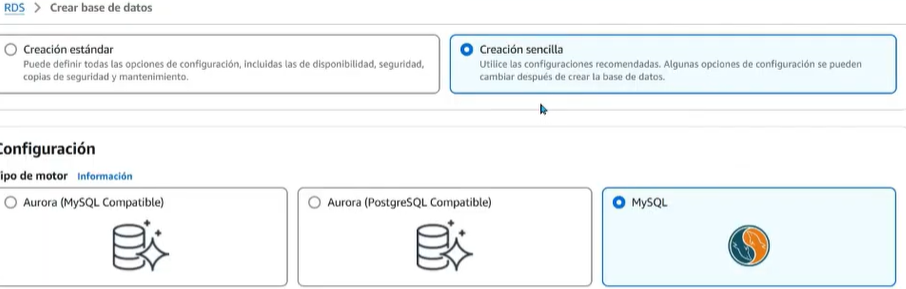 RDS > Crear base de datos
Creación estándar
Puede definir todas las opciones de configuración, incluidas las de disponibilidad, seguridad,
copias de seguridad y mantenimiento.
Creación sencilla
Utilice las configuraciones recomendadas. Algunas opciones de configuración se pueden
cambiar después de crear la base de datos.
Configuración
ipo de motor Información
Aurora (MySQL Compatible)
Aurora (PostgreSQL Compatible)
MySQL